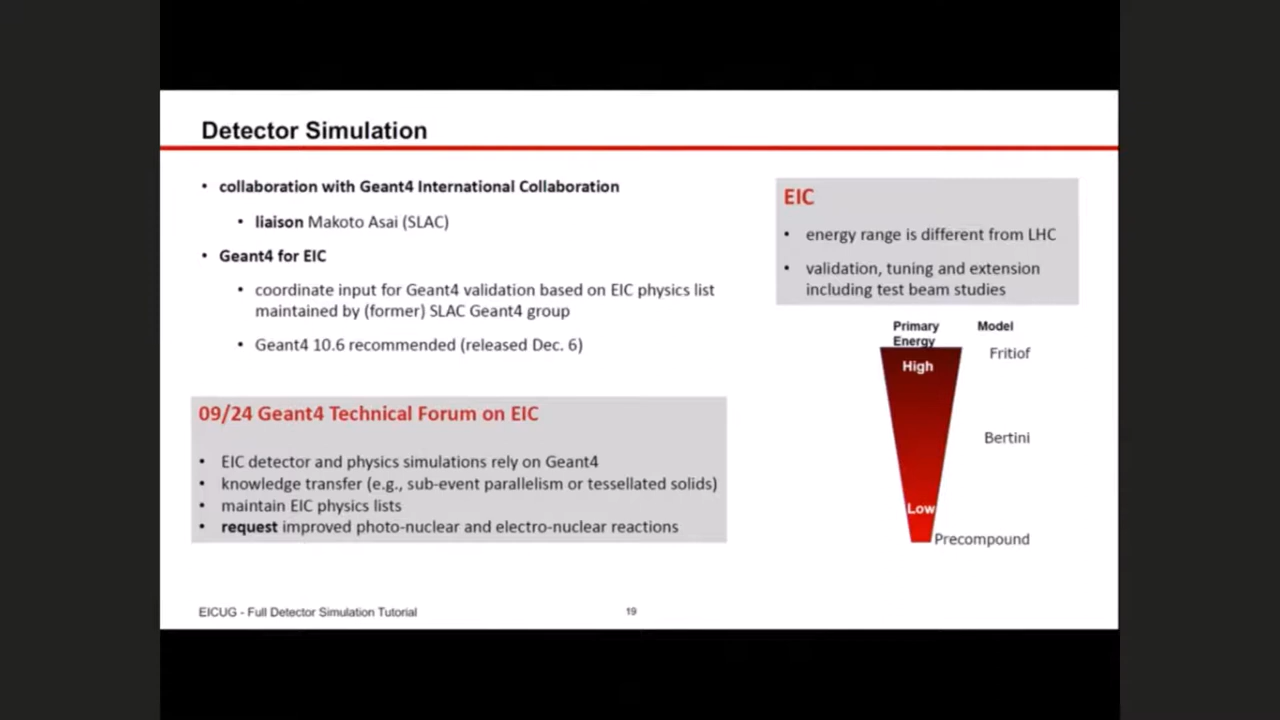 Detector Simulation
• collaboration with Geant4 International Collaboration
• liaison Makoto Asai (SLAC)
• Geant4 for EIC
• coordinate input for Geant4 validation based on EIC physics list
maintained by (former) SLAC Geant4 group
• Geant4 10.6 recommended (released Dec. 6)
09/24 Geant4 Technical Forum on EIC
• EIC detector and physics simulations rely on Geant4
• knowledge transfer (e.g., sub-event parallelism or tessellated solids)
• maintain EIC physics lists
• request improved photo-nuclear and electro-nuclear reactions
EIC
• energy range is different from LHC
• validation, tuning and extension
including test beam studies
Primary
Energy
Model
High
Fritiof
Bertini
Low
Precompound
EICUG - Full Detector Simulation Tutorial
19